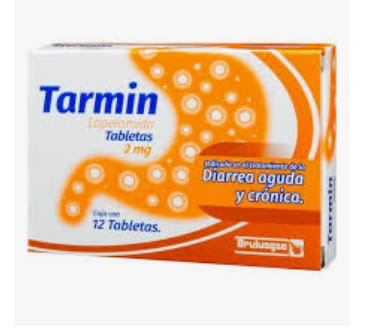 Tarmin
Loperamida
Tabletas
2 mg
Indicado en el tratamiento de la
Diarrea aguda
y crónica.
Caja con
12 Tabletas.
Bruluagsa